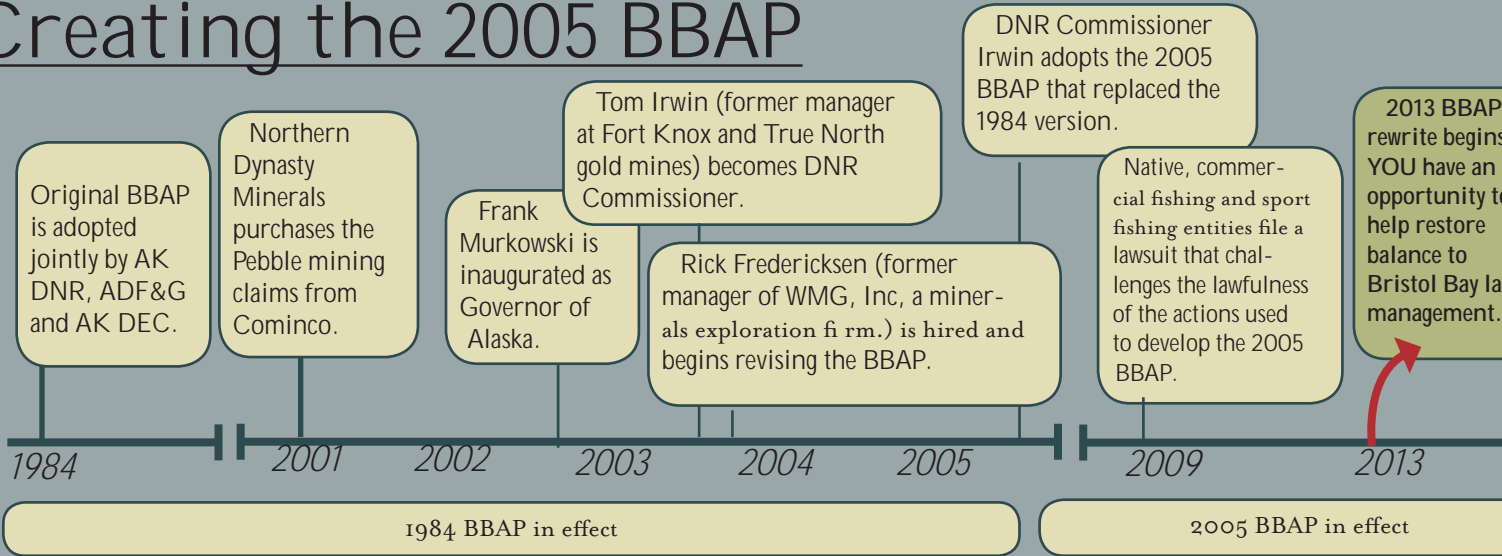 Creating the 2005 BBAP
Original BBAP
is adopted
jointly by AK
DNR, ADF&G
and AK DEC.
Northern
Dynasty
Minerals
purchases the
Pebble mining
claims from
Cominco.
Frank
Murkowski is
inaugurated as
Governor of
Alaska.
Tom Irwin (former manager
at Fort Knox and True North
gold mines) becomes DNR
Commissioner.
Rick Fredericksen (former
manager of WMG, Inc, a miner-
als exploration fi rm.) is hired and
begins revising the BBAP.
DNR Commissioner
Irwin adopts the 2005
BBAP that replaced the
1984 version.
Native, commer-
cial fishing and sport
fishing entities file a
lawsuit that chal-
lenges the lawfulness
of the actions used
to develop the 2005
BBAP.
2013 BBAP
rewrite begins
YOU have an
opportunity to
help restore
balance to
Bristol Bay la
management.
1984
2001
2002
2003
2004
2005
2009
2013
1984 BBAP in effect
2005 BBAP in effect